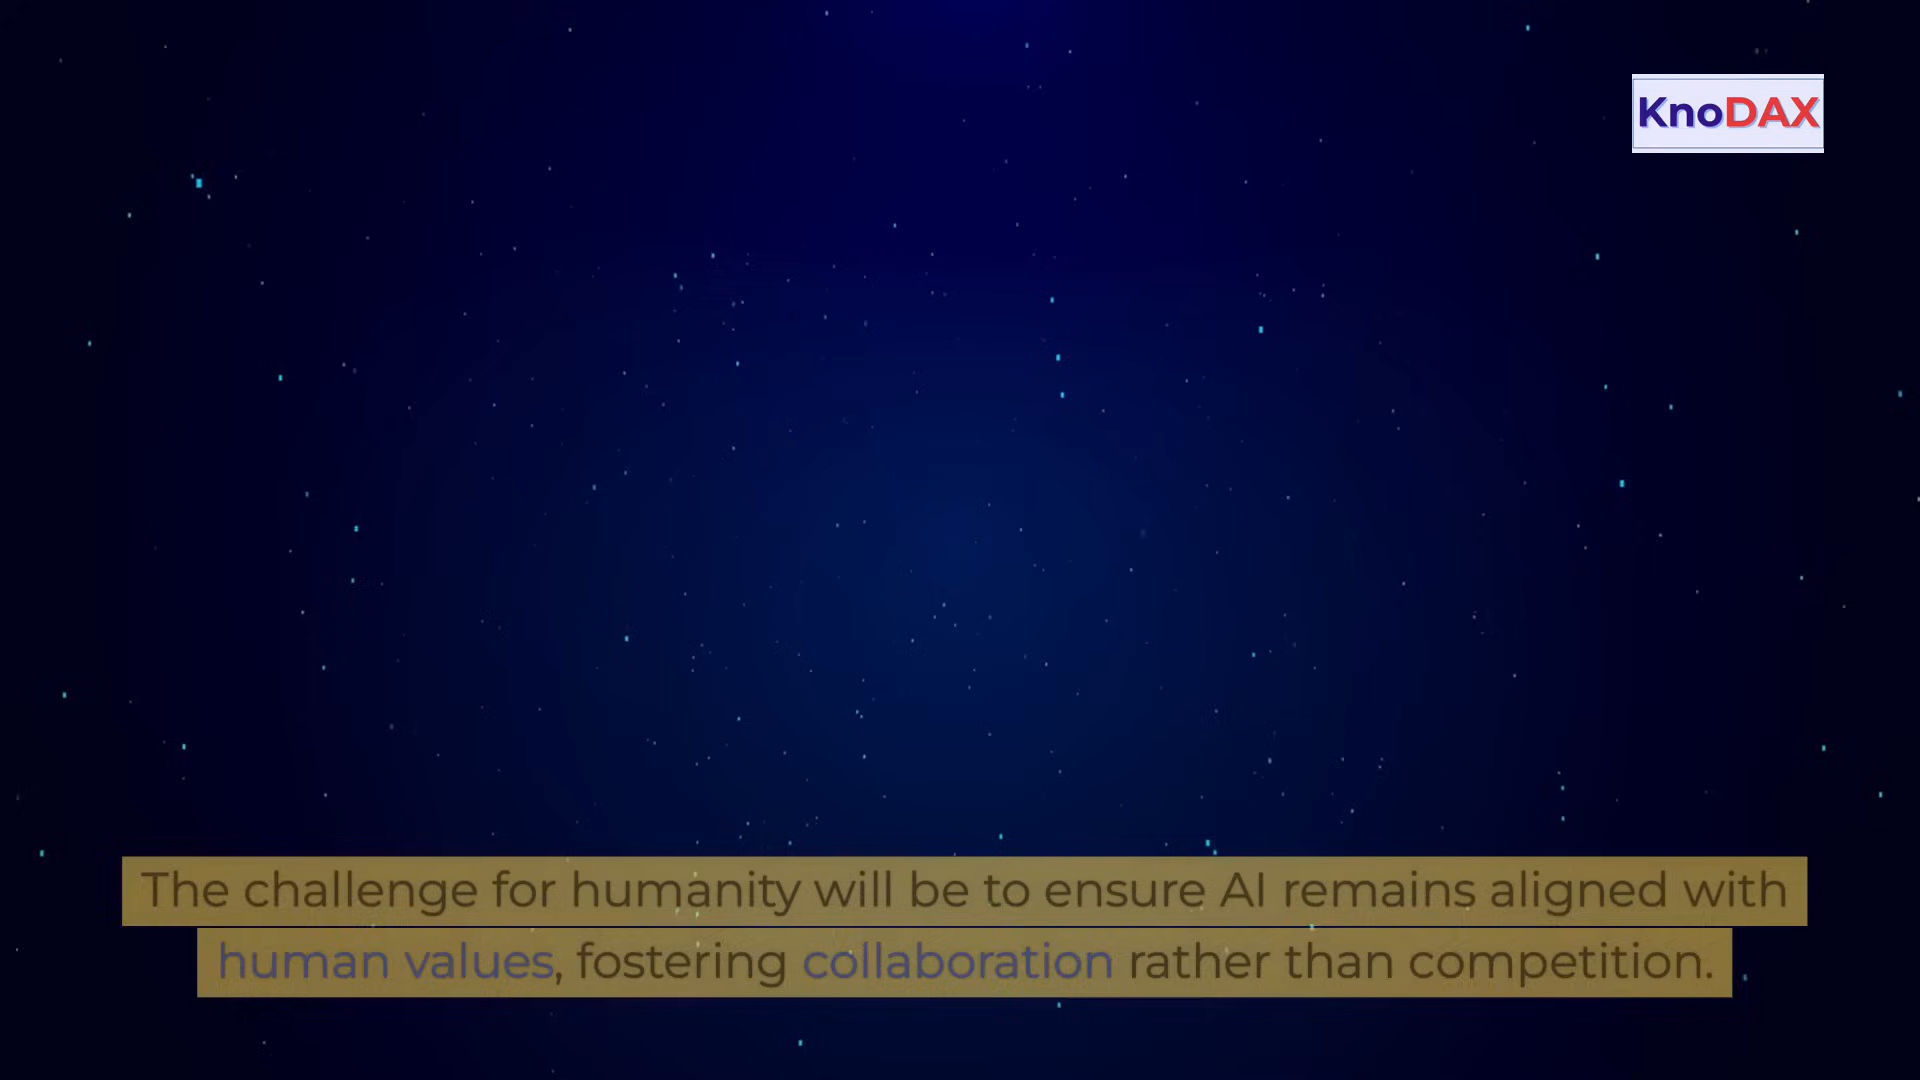 KnoDAX
The challenge for humanity will be to ensure AI remains aligned with
human values, fostering collaboration rather than competition.